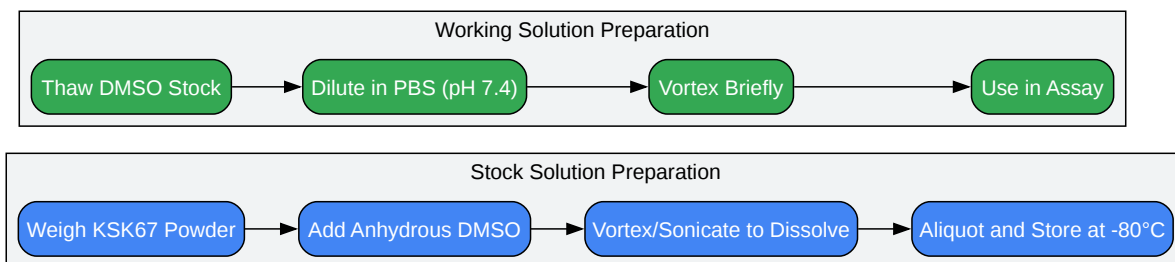 Working Solution Preparation
Thaw DMSO Stock
Dilute in PBS (pH 7.4)
Vortex Briefly
Use in Assay
Stock Solution Preparation
Weigh KSK67 Powder
Add Anhydrous DMSO
Vortex/Sonicate to Dissolve
Aliquot and Store at -80°C